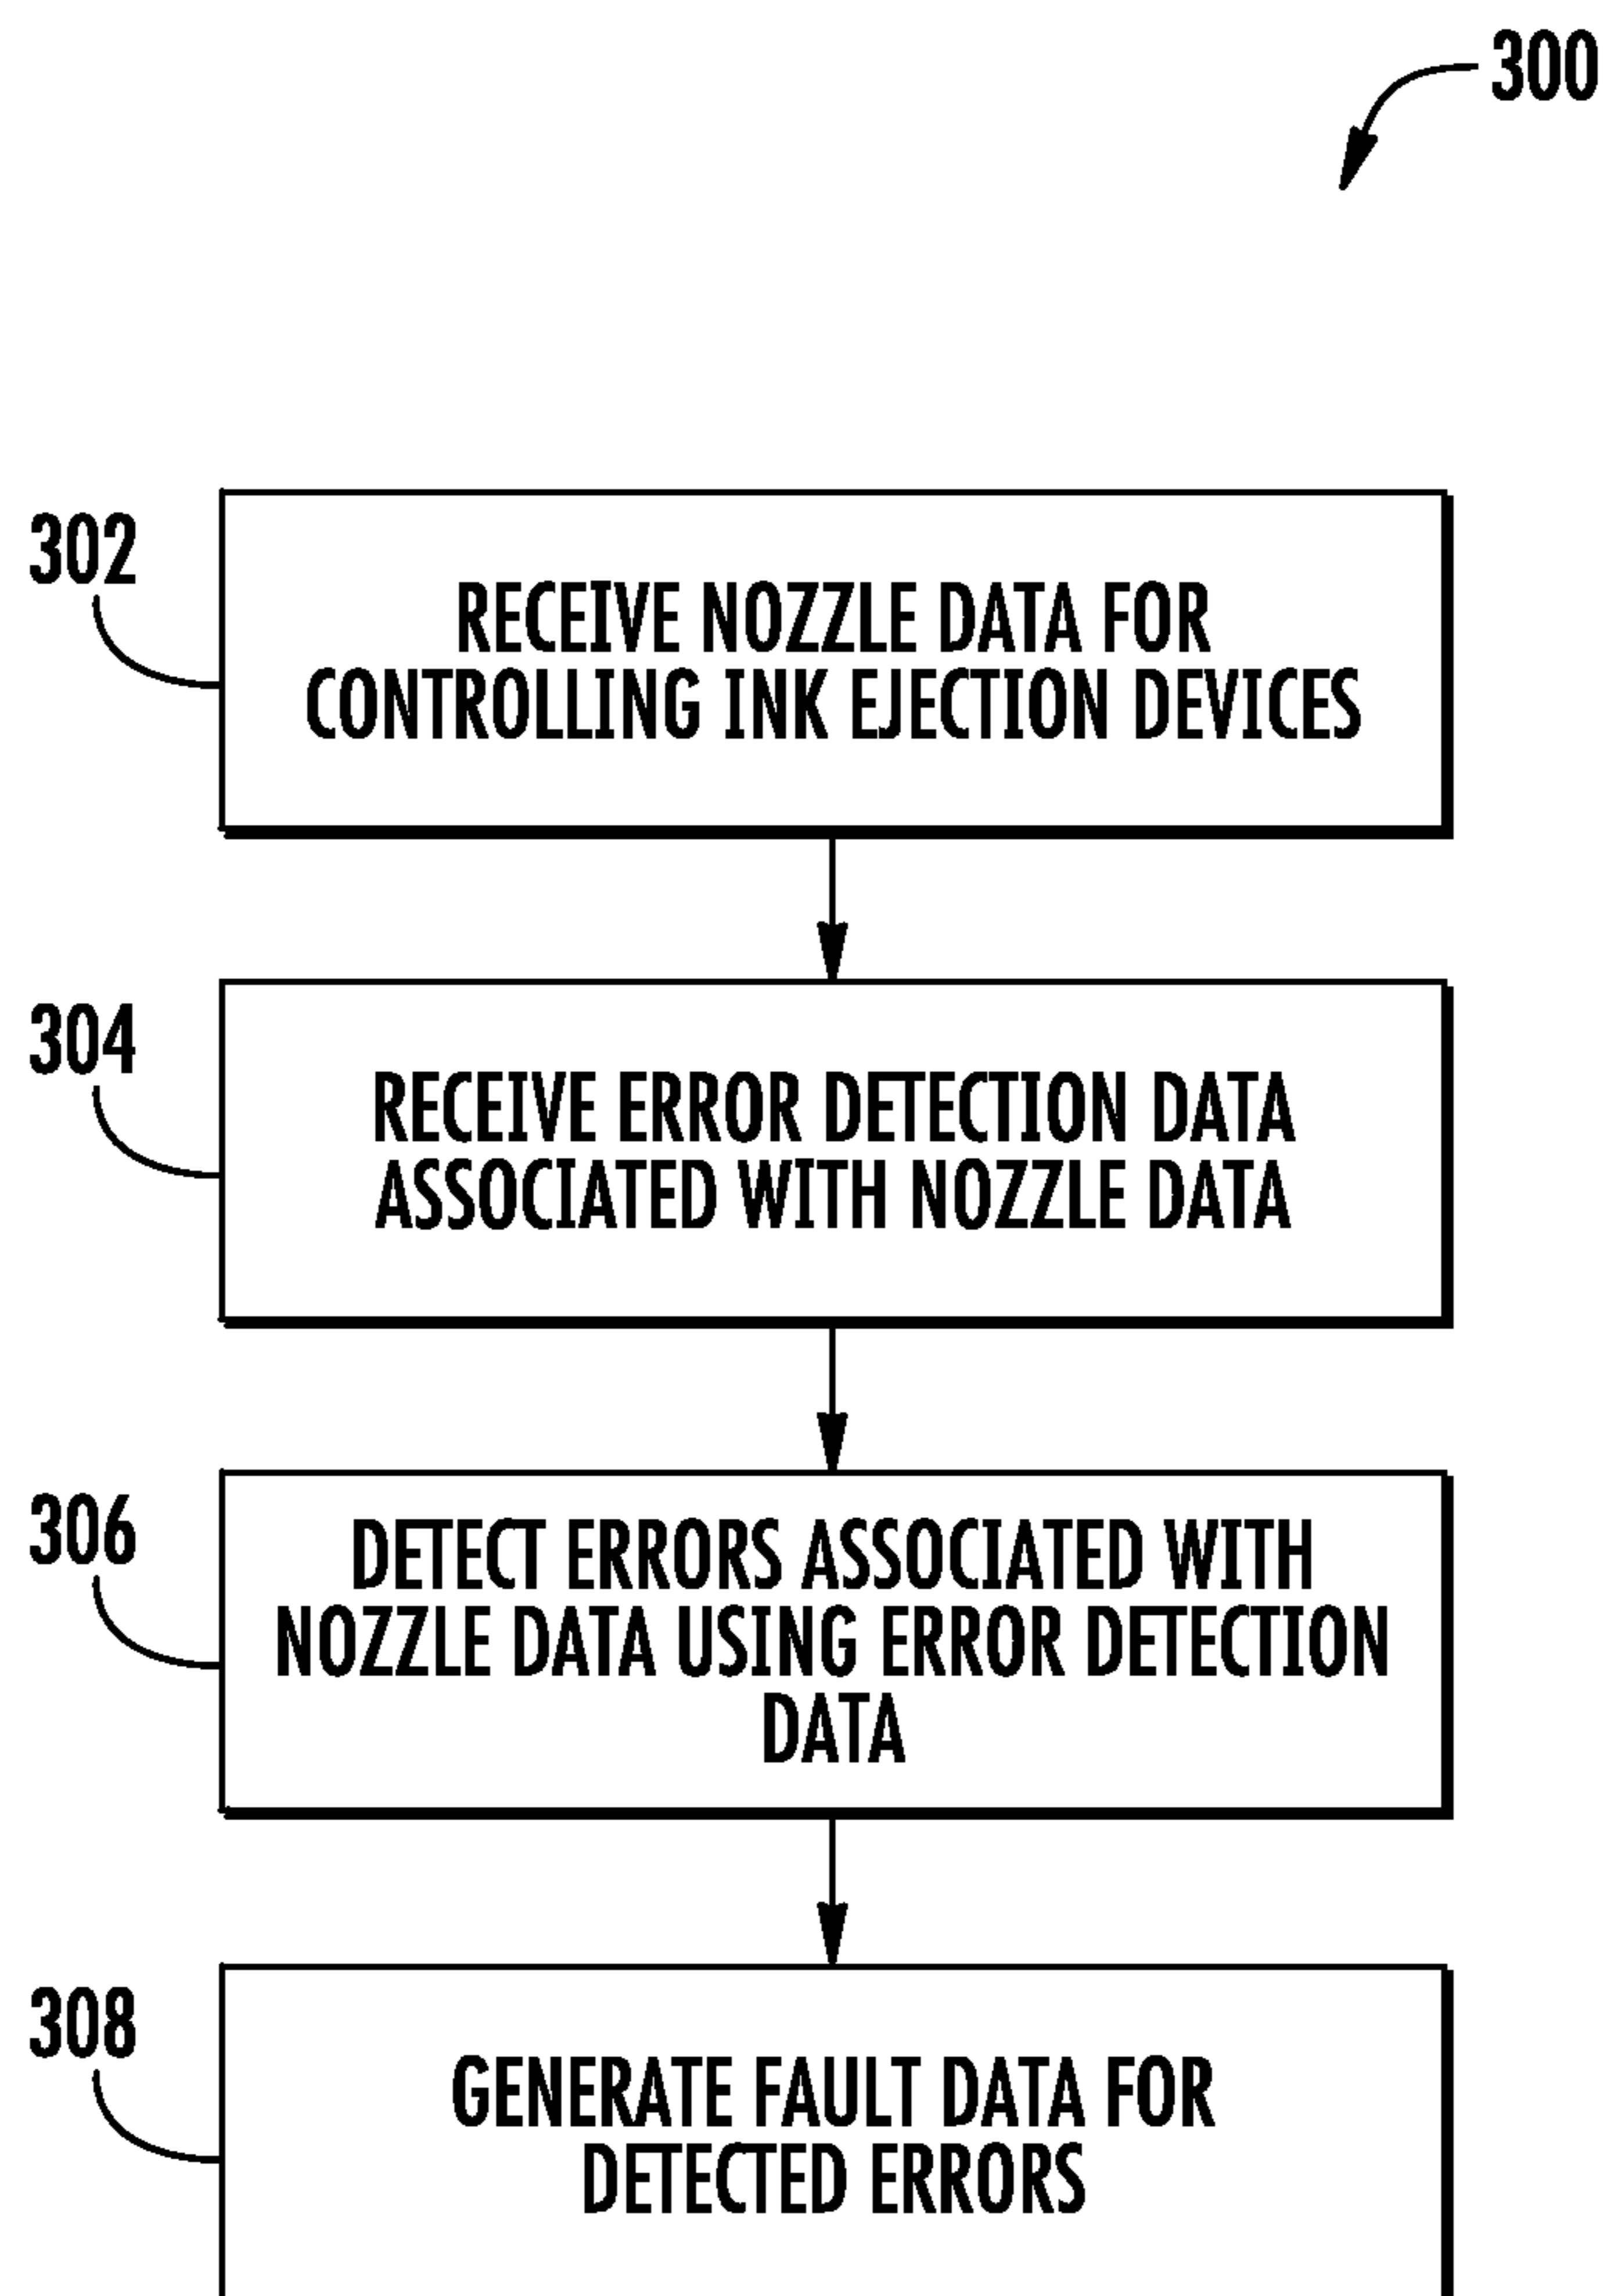 300
302
RECEIVE NOZZLE DATA FOR
CONTROLLING INK EJECTION DEVICES
304
RECEIVE ERROR DETECTION DATA
ASSOCIATED WITH NOZZLE DATA
306
DETECT ERRORS ASSOCIATED WITH
NOZZLE DATA USING ERROR DETECTION
DATA
308
GENERATE FAULT DATA FOR
DETECTED ERRORS